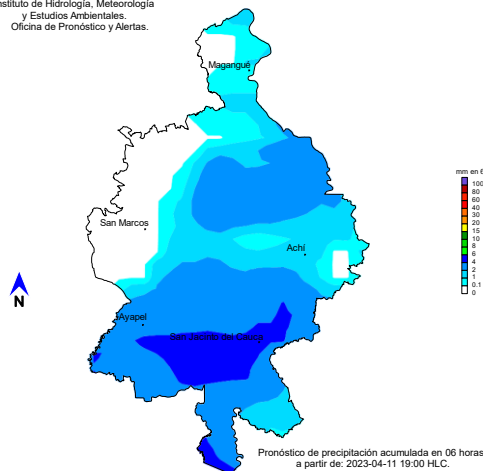 nstituto de Hidrología, Meteorología
y Estudios Ambientales.
Oficina de Pronóstico y Alertas.
Magangué
San Marcos
Achí
Ayapel
San Jacinto del Cauca
N
mm en 6
100
80
60
40
30
20
15
10
8
6
4
2
1
0.1
0
Pronóstico de precipitación acumulada en 06 horas
a partir de: 2023-04-11 19:00 HLC.